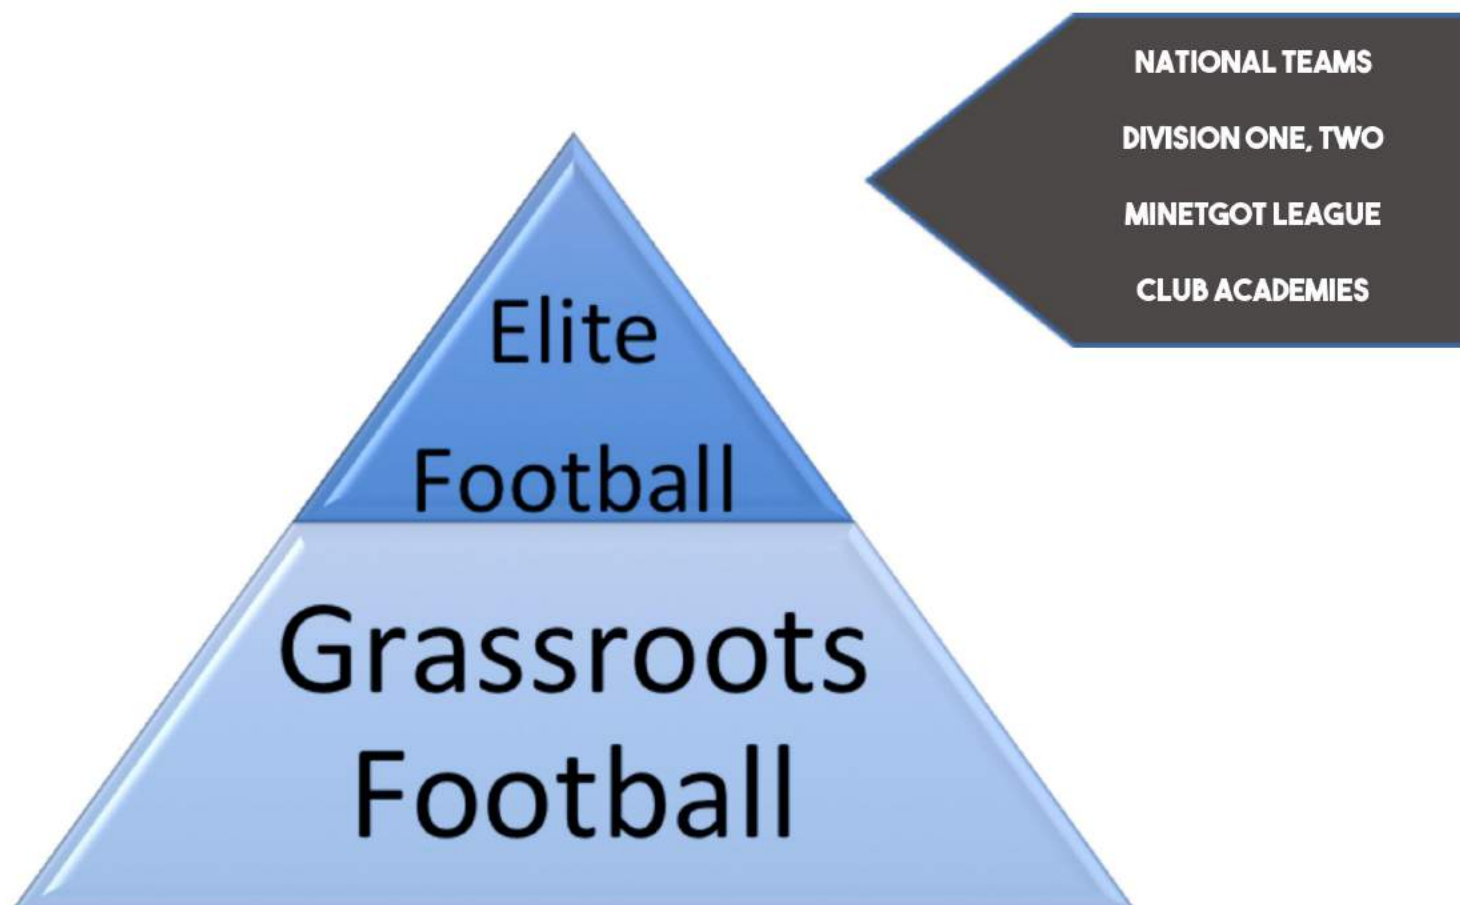 NATIONAL TEAMS
DIVISION ONE, TWO
MINETGOT LEAGUE
CLUB ACADEMIES
Elite
Football
Grassroots
Football